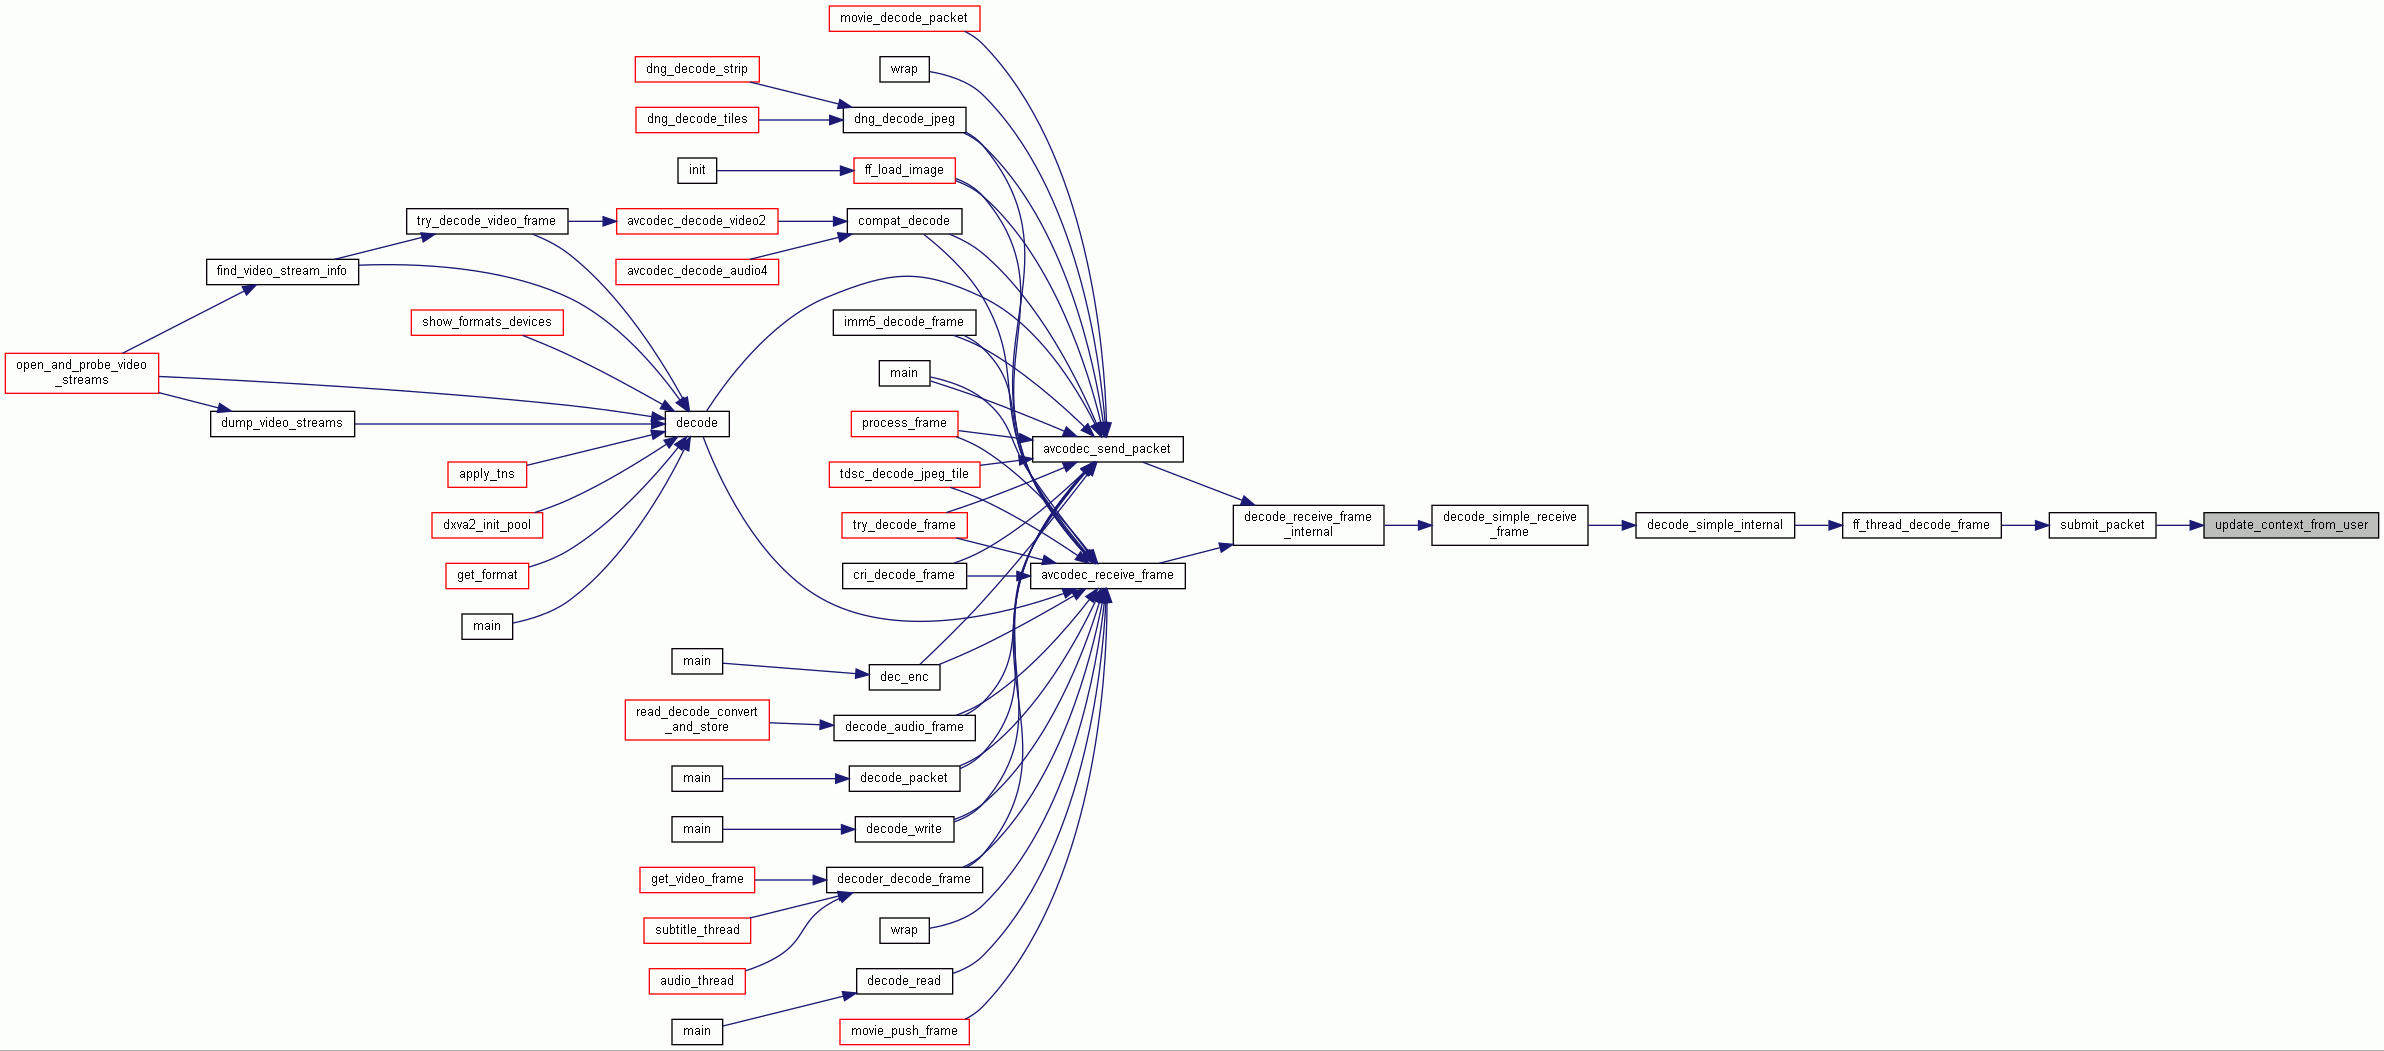 movie_decode_packet
wrap
dng_decode_strip
dng_decode_tiles
dng_decode_jpeg
init
ff_load_image
try_decode_video_frame
avcodec_decode_video2
compat_decode
find_video_stream_info
avcodec_decode_audio4
show_formats_devices
imm5_decode_frame
open_and_probe_video
_streams
main
dump_video_streams
decode
process_frame
avcodec_send_packet
apply_tns
tdsc_decode_jpeg_tile
dxva2_init_pool
try_decode_frame
decode_receive_frame
_internal
decode_simple_receive
_frame
decode_simple_internal
ff_thread_decode_frame
submit_packet
update_context_from_user
get_format
cri_decode_frame
avcodec_receive_frame
main
main
dec_enc
read_decode_convert
_and_store
decode_audio_frame
main
decode_packet
main
decode_write
get_video_frame
decoder_decode_frame
subtitle_thread
wrap
audio_thread
decode_read
main
movie_push_frame